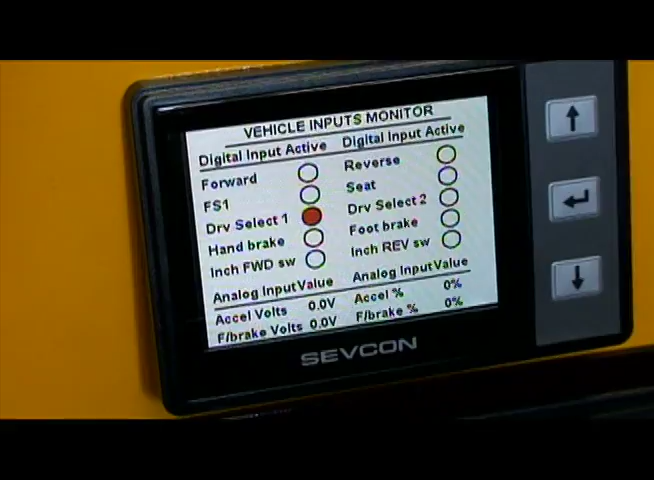 VEHICLE INPUTS MONITOR
Digital Input Active Digital Input Active
Forward Reverse
FS1 Seat
Drv Select 1 Drv Select 2
Hand brake Foot brake
Inch FWD sw Inch REV sw
Analog Input Value Analog Input Value
Accel Volts 0.0V Accel % 0%
F/brake Volts 0.0V F/brake % 0%
SEVCON